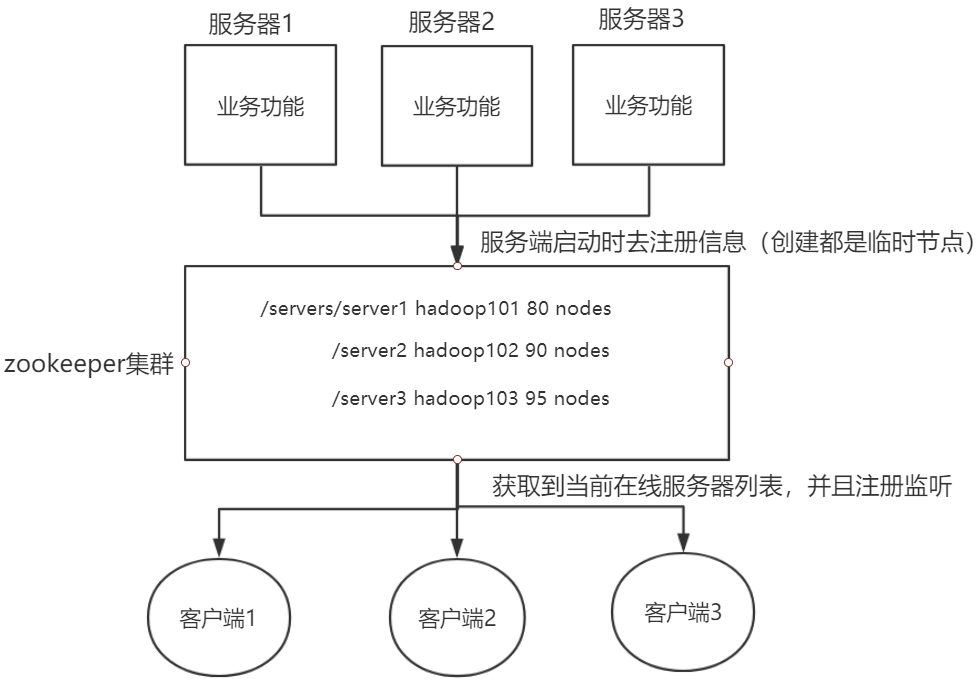 服务器1
服务器2
服务器3
业务功能
业务功能
业务功能
服务端启动时去注册信息（创建都是临时节点）
/servers/server1 hadoop101 80 nodes
/server2 hadoop102 90 nodes
zookeeper集群
/server3 hadoop103 95 nodes
获取到当前在线服务器列表，并且注册监听
客户端1
客户端2
客户端3